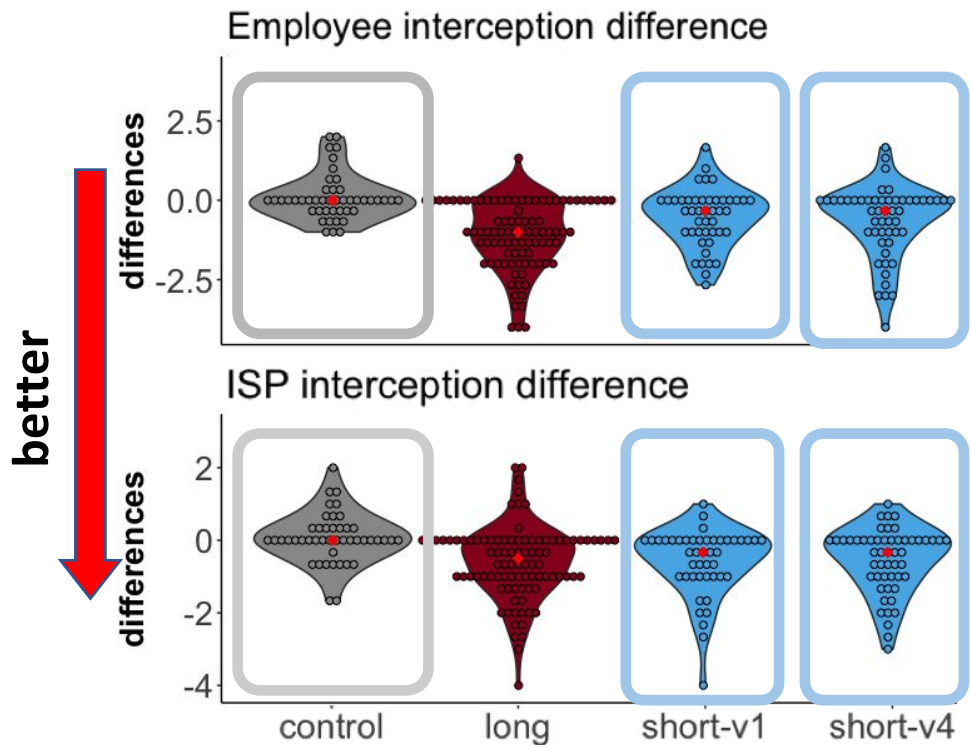 Employee interception difference
differences
2.5
0.0
-2.5
better
ISP interception difference
differences
2
0
-2
-4
control
long
short-v1
short-v4